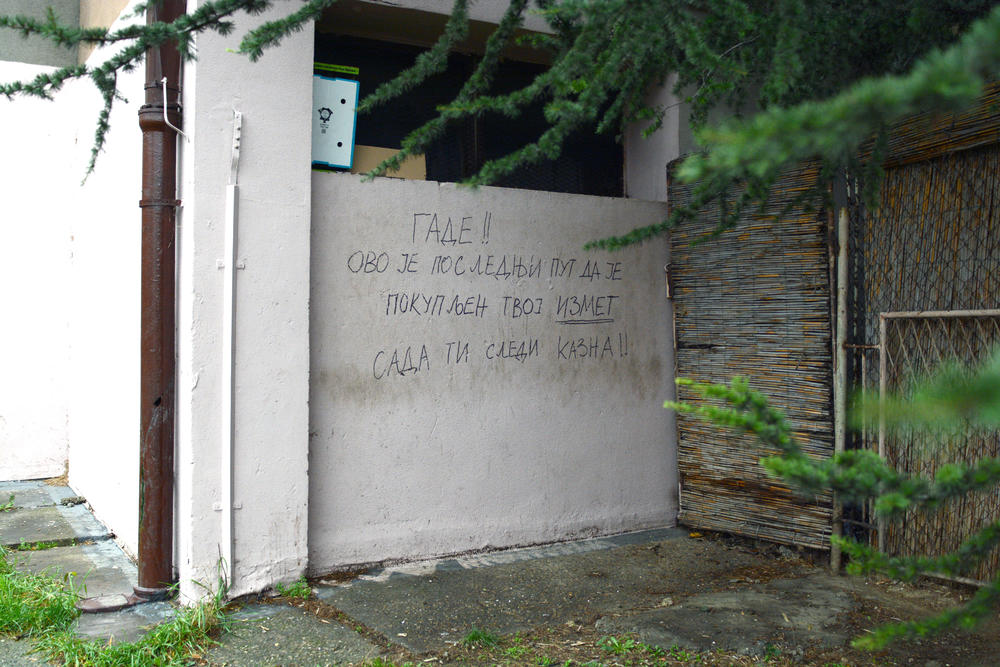 ГАДЕ!!
ОВО ЈЕ ПОСЛЕДЊИ ПУТ ДА ЈЕ
ПОКУПЉЕН ТВОЈ ИЗМЕТ
САДА ТИ СЛЕДИ КАЗНА!!